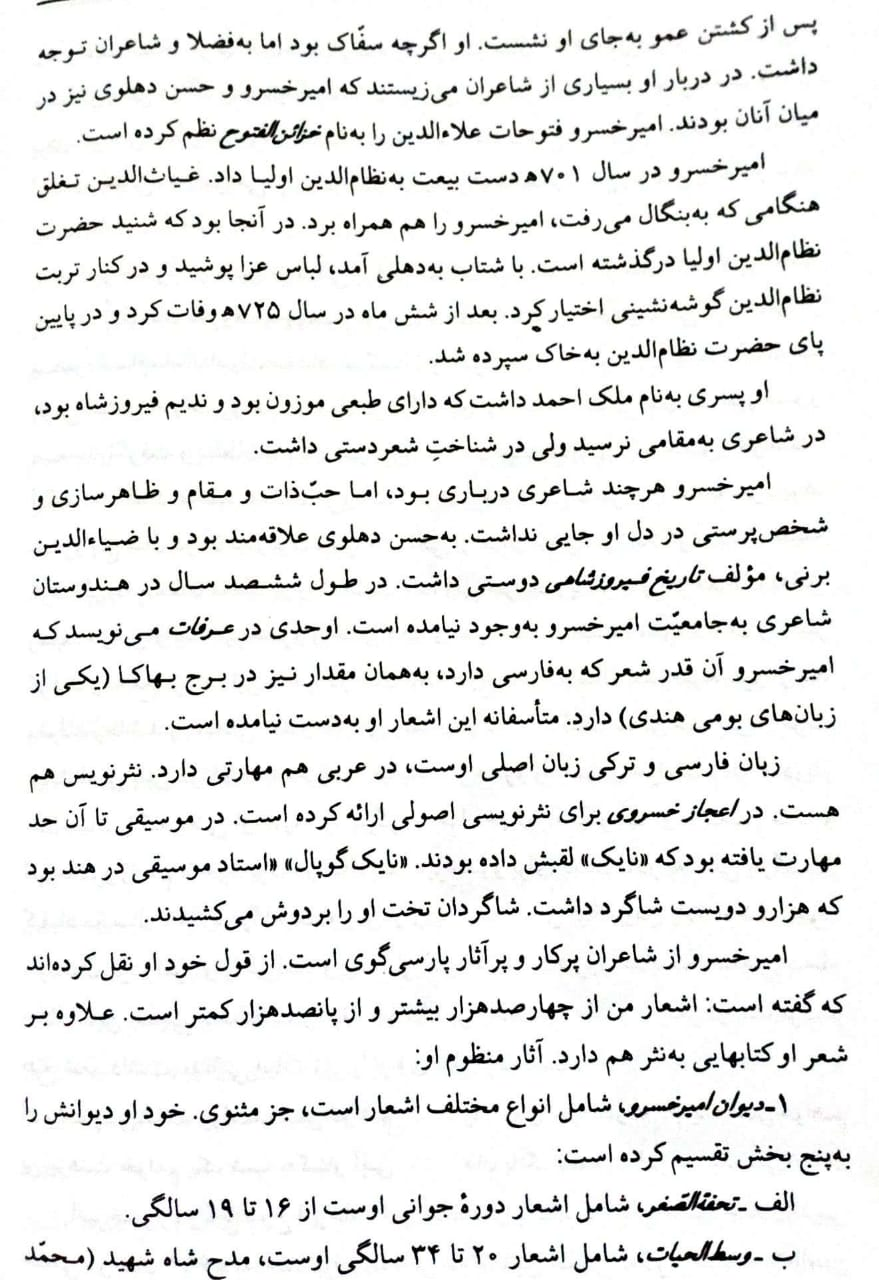 پس از کشتن عمو به‌جای او نشست. او اگرچه سفّاک بود اما به‌فضلا و شاعران توجه
داشت. در دربار او بسیاری از شاعران می‌زیستند که امیرخسرو و حسن دهلوی نیز در
میان آنان بودند. امیرخسرو فتوحات علاءالدین را به‌نام خزائن‌الفتوح نظم کرده است.
امیرخسرو در سال ۷۰۱ﻫ دست بیعت به‌نظام‌الدین اولیا داد. غیاث‌الدین تغلق
هنگامی که به‌بنگال می‌رفت، امیرخسرو را هم همراه برد. در آنجا بود که شنید حضرت
نظام‌الدین اولیا درگذشته است. با شتاب به‌دهلی آمد، لباس عزا پوشید و در کنار تربت
نظام‌الدین گوشه‌نشینی اختیار کرد. بعد از شش ماه در سال ۷۲۵ﻫ وفات کرد و در پایین
پای حضرت نظام‌الدین به‌خاک سپرده شد.
او پسری به‌نام ملک احمد داشت که دارای طبعی موزون بود و ندیم فیروزشاه بود،
در شاعری به‌مقامی نرسید ولی در شناختِ شعر دستی داشت.
امیرخسرو هرچند شاعری درباری بود، اما حبّ‌ذات و مقام و ظاهرسازی و
شخص‌پرستی در دل او جایی نداشت. به‌حسن دهلوی علاقه‌مند بود و با ضیاءالدین
برنی، مؤلف تاریخ فیروزشاهی دوستی داشت. در طول ششصد سال در هندوستان
شاعری به‌جامعیّت امیرخسرو به‌وجود نیامده است. اوحدی در عرفات می‌نویسد که
امیرخسرو آن قدر شعر که به‌فارسی دارد، به‌همان مقدار نیز در برج بهاکا (یکی از
زبان‌های بومی هندی) دارد. متأسفانه این اشعار او به‌دست نیامده است.
زبان فارسی و ترکی زبان اصلی اوست، در عربی هم مهارتی دارد. نثرنویس هم
هست. در اعجاز خسروی برای نثرنویسی اصولی ارائه کرده است. در موسیقی تا آن حد
مهارت یافته بود که «نایک» لقبش داده بودند. «نایک گوپال» «استاد موسیقی در هند بود
که هزارو دویست شاگرد داشت. شاگردان تخت او را بردوش می‌کشیدند.
امیرخسرو از شاعران پرکار و پرآثار پارسی‌گوی است. از قول خود او نقل کرده‌اند
که گفته است: اشعار من از چهارصدهزار بیشتر و از پانصدهزار کمتر است. علاوه بر
شعر او کتابهایی به‌نثر هم دارد. آثار منظوم او:
۱ـ دیوان امیرخسرو، شامل انواع مختلف اشعار است، جز مثنوی. خود او دیوانش را
به‌پنج بخش تقسیم کرده است:
الف ـ تحفةالصّغر، شامل اشعار دورهٔ جوانی اوست از ۱۶ تا ۱۹ سالگی.
ب ـ وسط‌الحیات، شامل اشعار ۲۰ تا ۳۴ سالگی اوست، مدح شاه شهید (محمّد